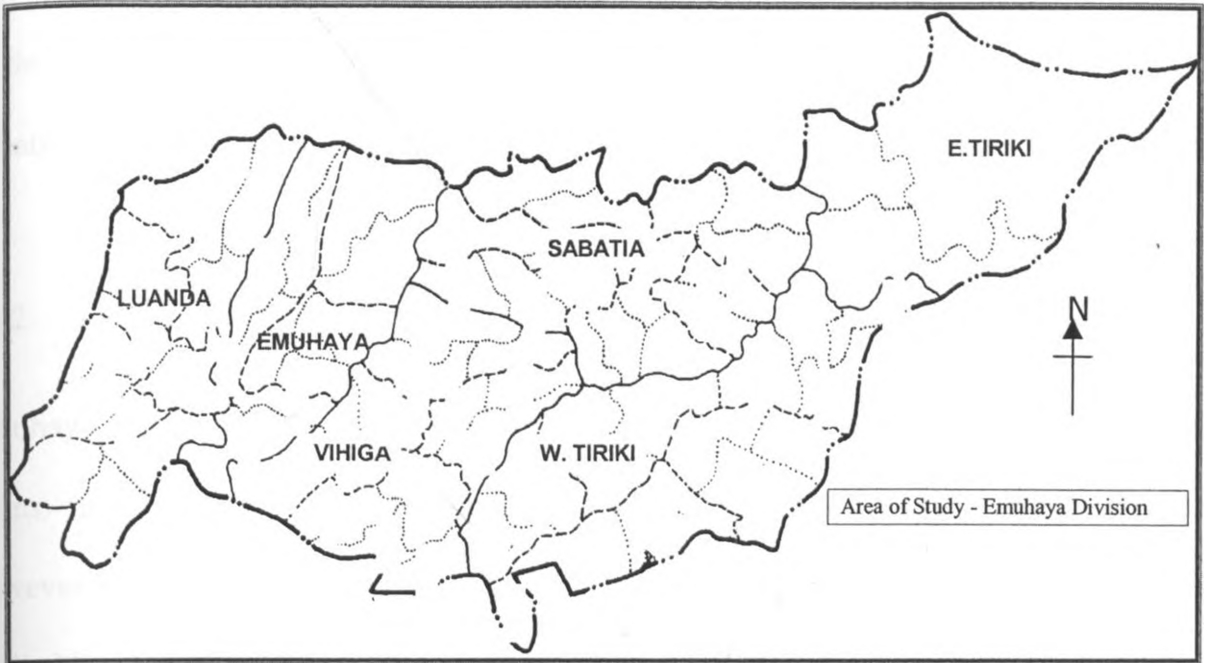 E.TIRIKI
SABATIA
LUANDA
N
EMUHAYA
VIHIGA
W. TIRIKI
Area of Study - Emuhaya Division